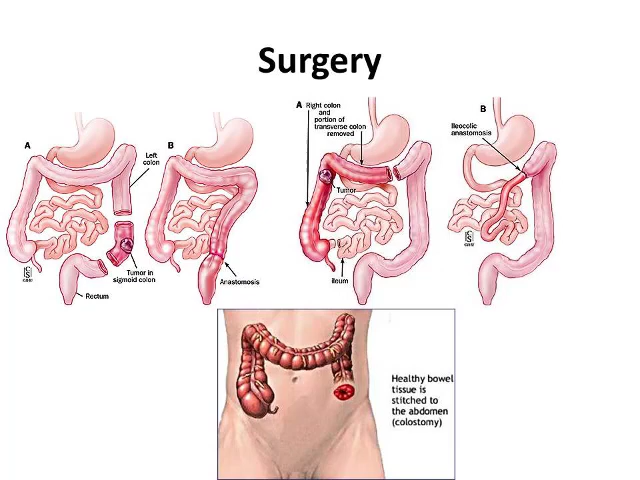 Surgery
A
B
Left
colon
Tumor in
sigmoid colon
Rectum
Anastomosis
A Right colon
and
portion of
transverse colon
removed
Tumor
Ileum
B
Ileocolic
anastomosis
Healthy bowel
tissue is
stitched to
the abdomen
(colostomy)